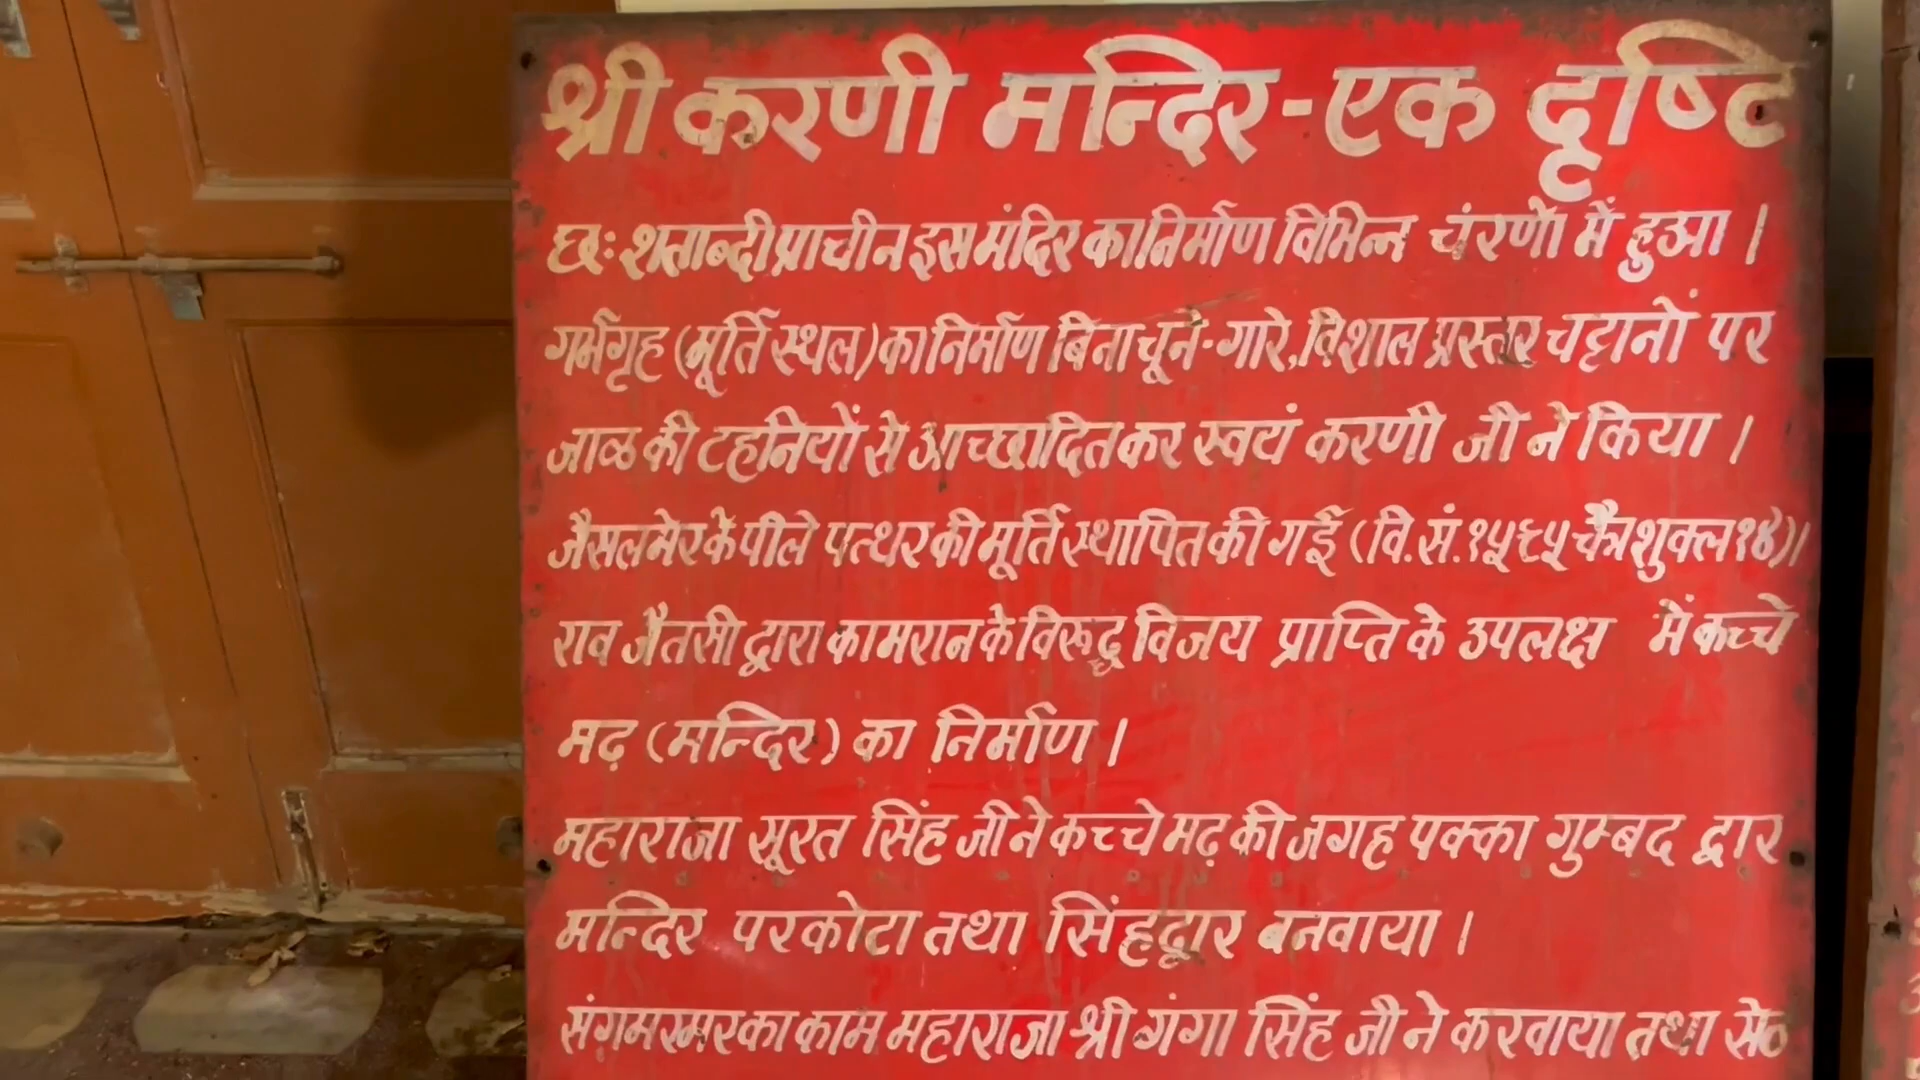 श्री करणी मन्दिर - एक दृष्टि
छः शताब्दी प्राचीन इस मंदिर का निर्माण विभिन्न चंरणों में हुआ ।
गर्भगृह (मूर्ति स्थल) का निर्माण बिना चूने-गारे, विशाल प्रस्तर चट्टानों पर
जाळ की टहनियों से आच्छादित कर स्वयं करणी जी ने किया ।
जैसलमेर के पीले पत्थर की मूर्ति स्थापित की गई (वि.सं. १५९५ चैत्र शुक्ल १४)।
राव जैतसी द्वारा कामरान के विरूद्ध विजय प्राप्ति के उपलक्ष में कच्चे
मढ़ (मन्दिर) का निर्माण ।
महाराजा सूरत सिंह जी ने कच्चे मढ़ की जगह पक्का गुम्बद द्वार
मन्दिर परकोटा तथा सिंहद्वार बनवाया ।
संगमरमर का काम महाराजा श्री गंगा सिंह जी ने करवाया तथा सेठ